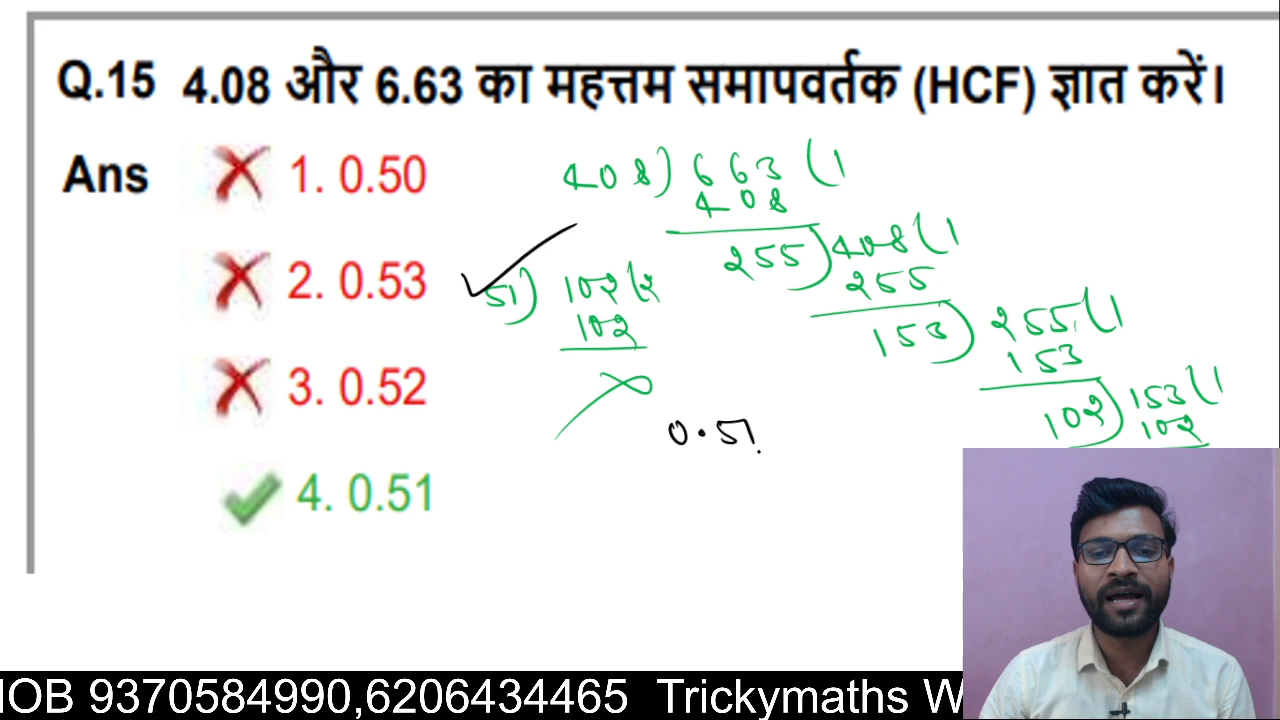 Q.15 4.08 और 6.63 का महत्तम समापवर्तक (HCF) ज्ञात करें।
Ans 1. 0.50
2. 0.53
3. 0.52
4. 0.51
408) 663 (1
408
255) 408 (1
255
153) 255 (1
153
102) 153 (1
102
51) 102 (2
102
0.51
MOB 9370584990,6206434465 Trickymaths W